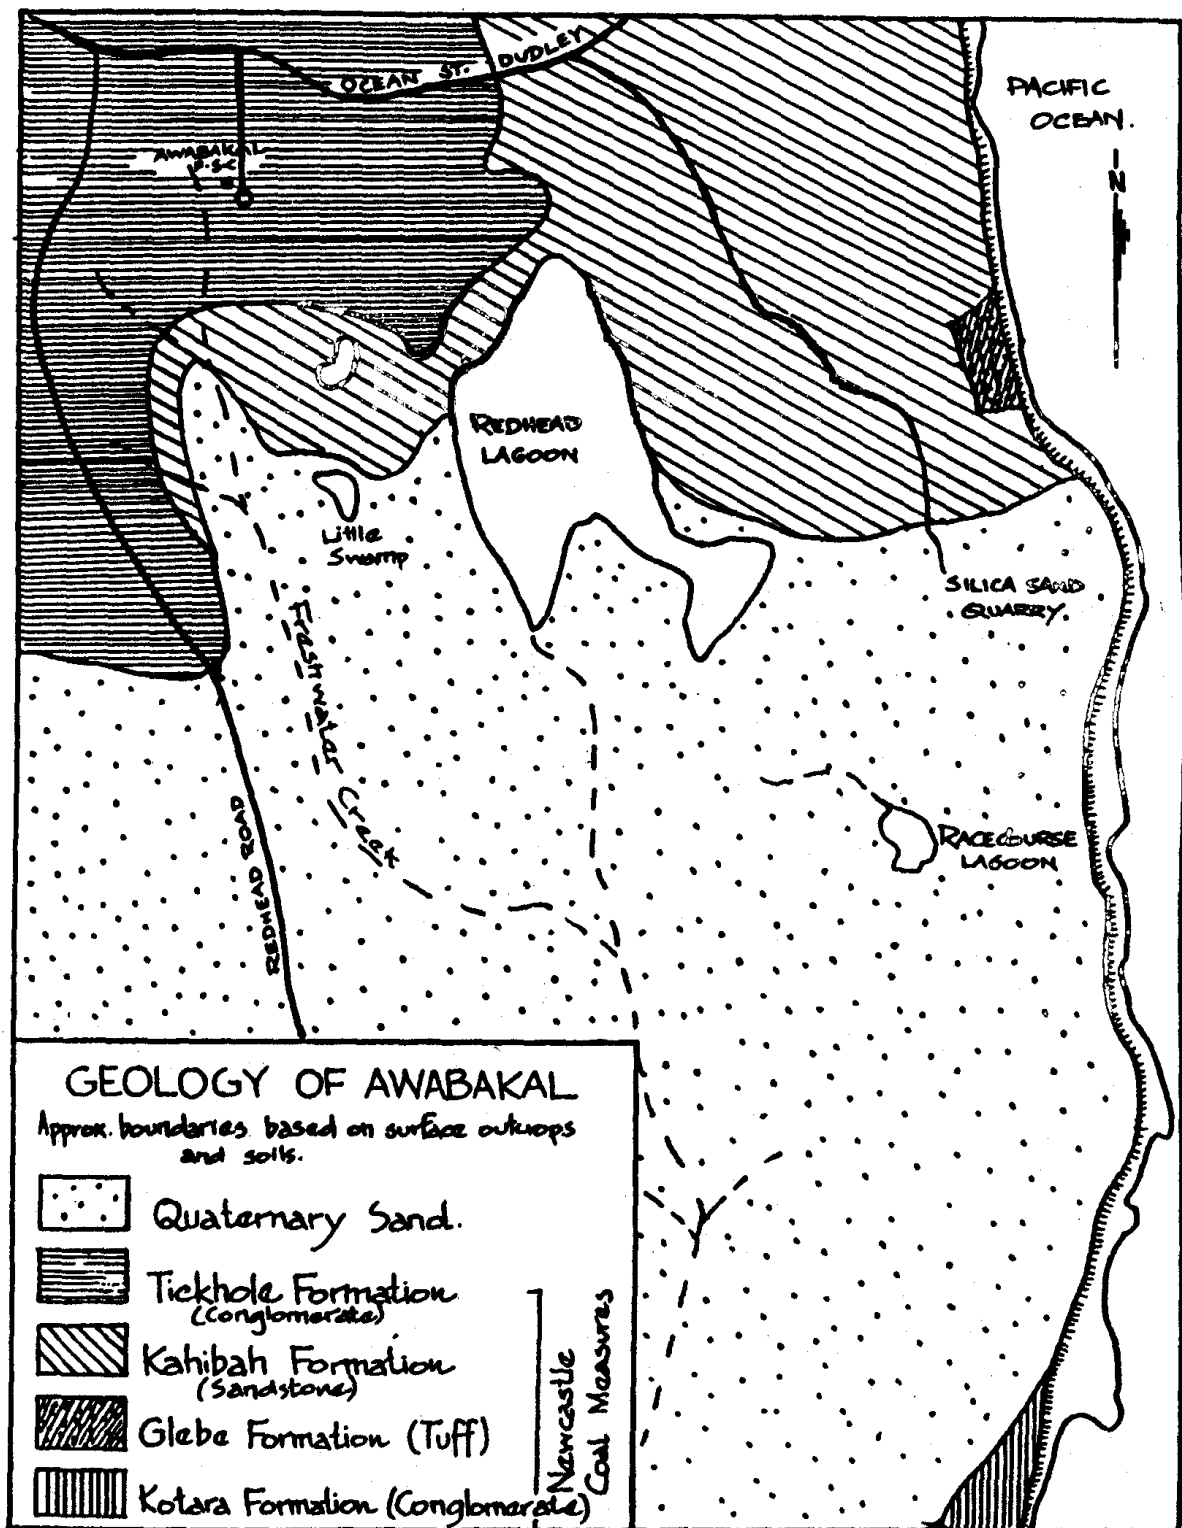 OCEAN ST. DUDLEY
PACIFIC
OCEAN.
N
AWABAKAL
F.S.C.
REDHEAD
LAGOON
Little
Swamp
SILICA SAND
QUARRY.
Freshwater Creek
RACECOURSE
LAGOON
REDHEAD ROAD
GEOLOGY OF AWABAKAL
Approx. boundaries based on surface outcrops
and soils.
Quaternary Sand.
Tickhole Formation
(Conglomerate)
Kahibah Formation
(Sandstone)
Glebe Formation (Tuff)
Kotara Formation (Conglomerate)
Newcastle
Coal Measures